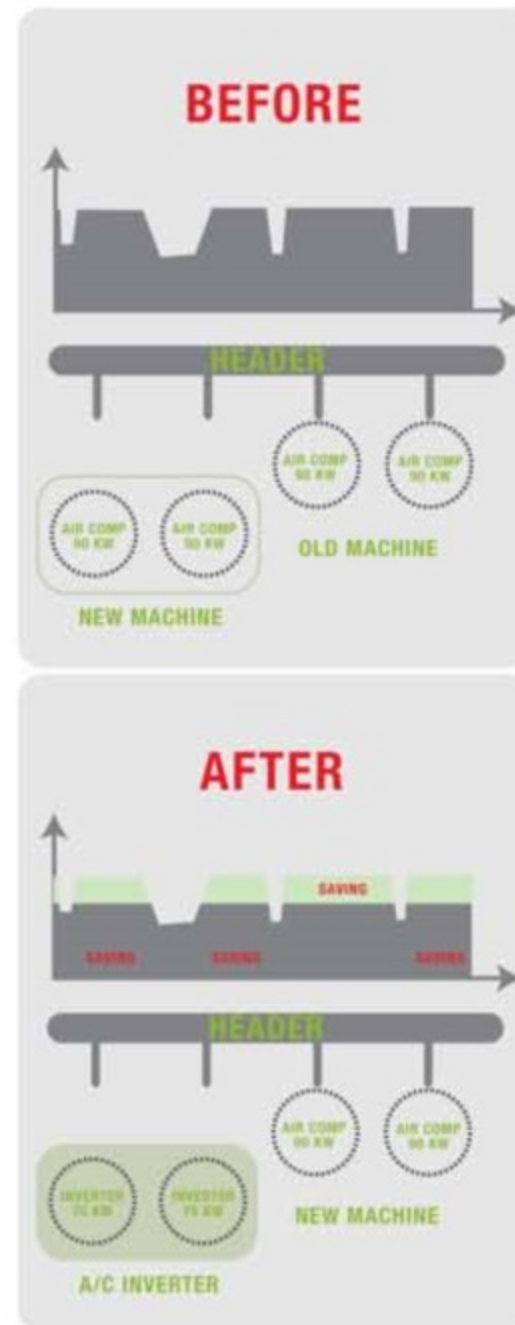 BEFORE
HEADER
AIR COMP
90 KW
AIR COMP
90 KW
AIR COMP
90 KW
AIR COMP
90 KW
OLD MACHINE
NEW MACHINE
AFTER
SAVING
SAVING
SAVING
SAVING
HEADER
AIR COMP
90 KW
AIR COMP
90 KW
INVERTER
75 KW
INVERTER
75 KW
NEW MACHINE
A/C INVERTER